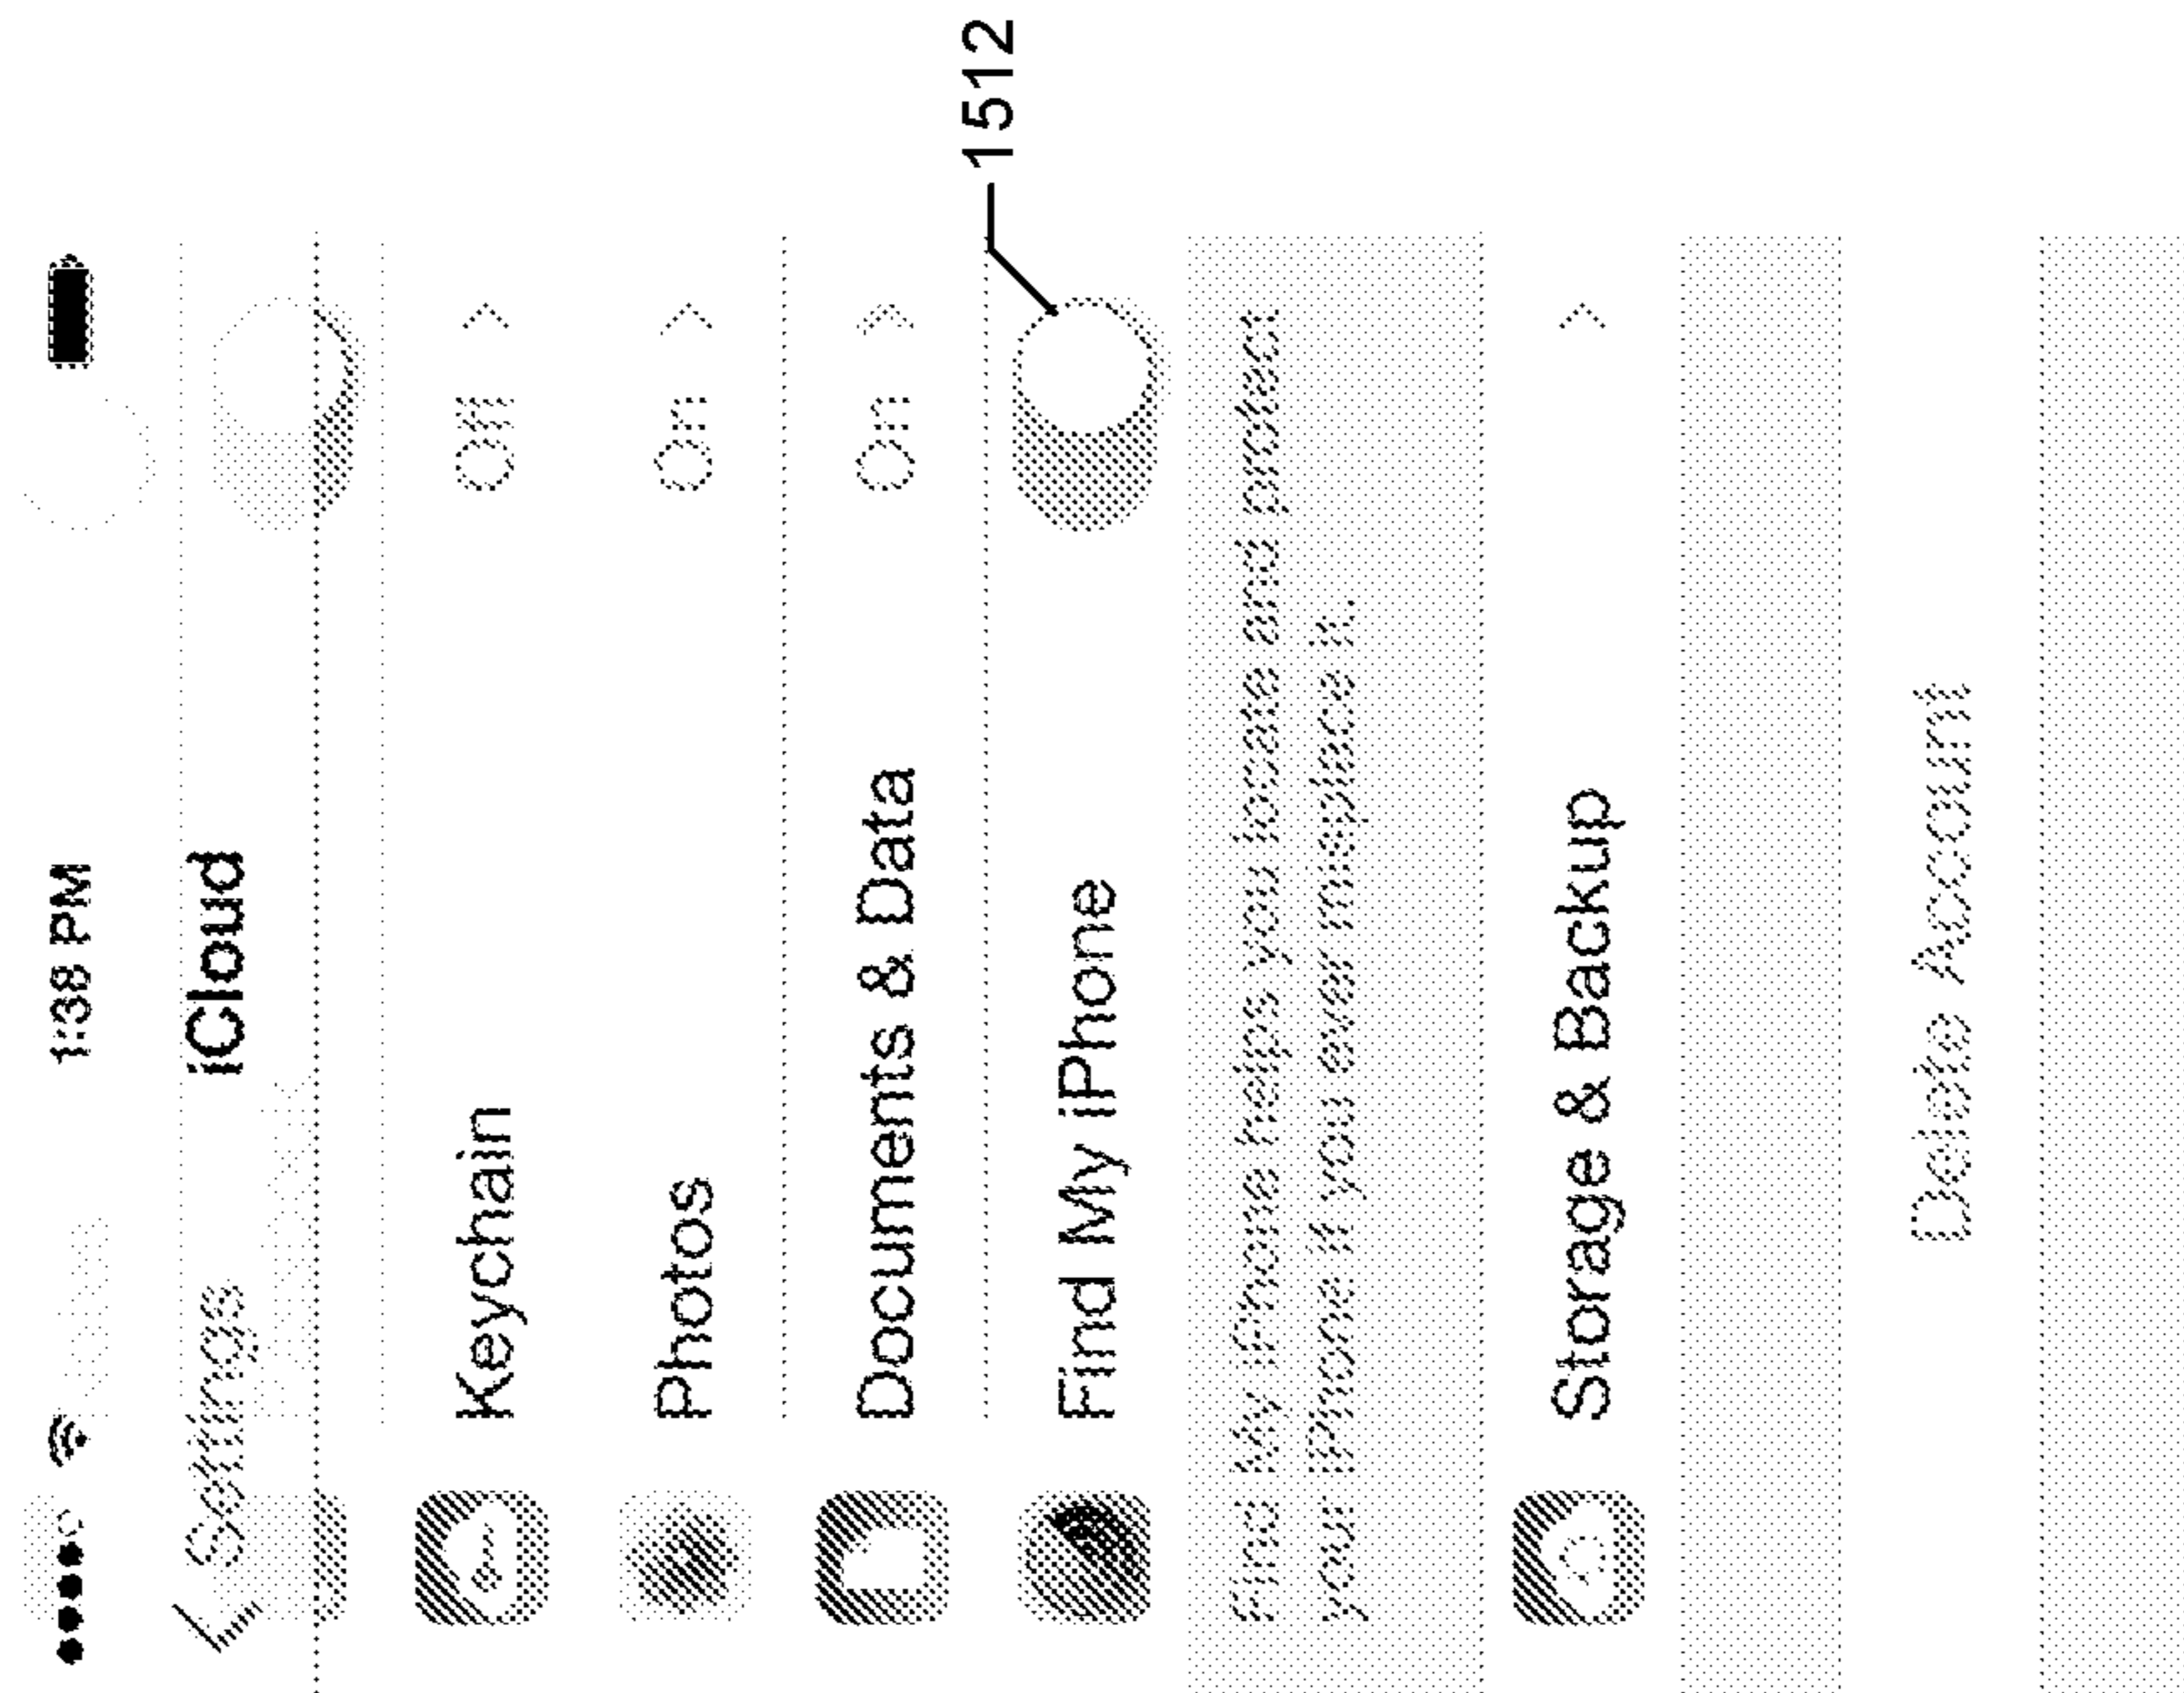 1:38 PM
Settings
iCloud
Keychain Off
Photos On
Documents & Data On
Find My iPhone
1512
Find My iPhone helps you locate and protect
your iPhone if you ever misplace it.
Storage & Backup
Delete Account